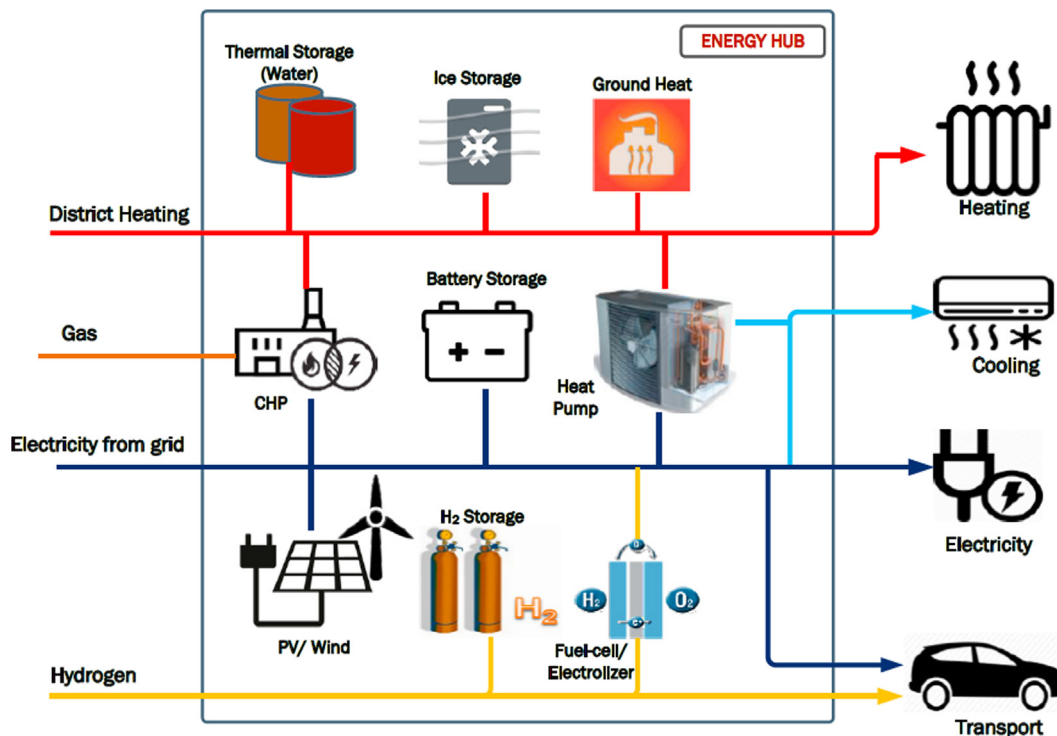 ENERGY HUB
Thermal Storage
(Water)
Ice Storage
Ground Heat
Heating
District Heating
Battery Storage
Gas
CHP
Heat
Pump
Cooling
Electricity from grid
H₂ Storage
H₂
H₂
O₂
Electricity
PV/ Wind
Fuel-cell/
Electrolizer
Hydrogen
Transport